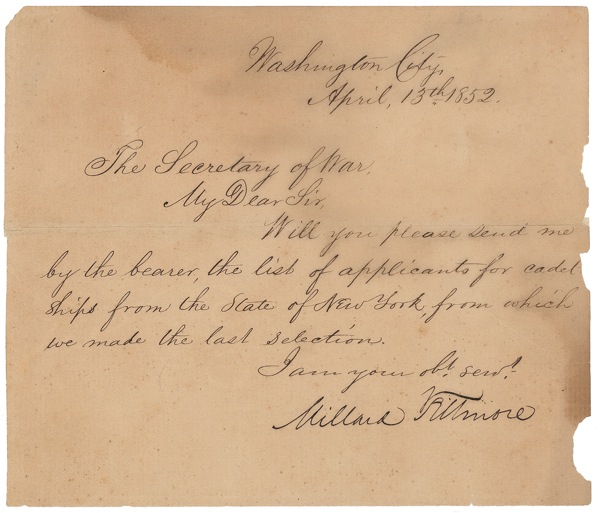 Washington City,
April, 13th 1852.
The Secretary of War,
My Dear Sir,
Will you please send me
by the bearer, the list of applicants for cadet
ships from the State of New York, from which
we made the last selection.
I am your obt. servt.
Millard Fillmore